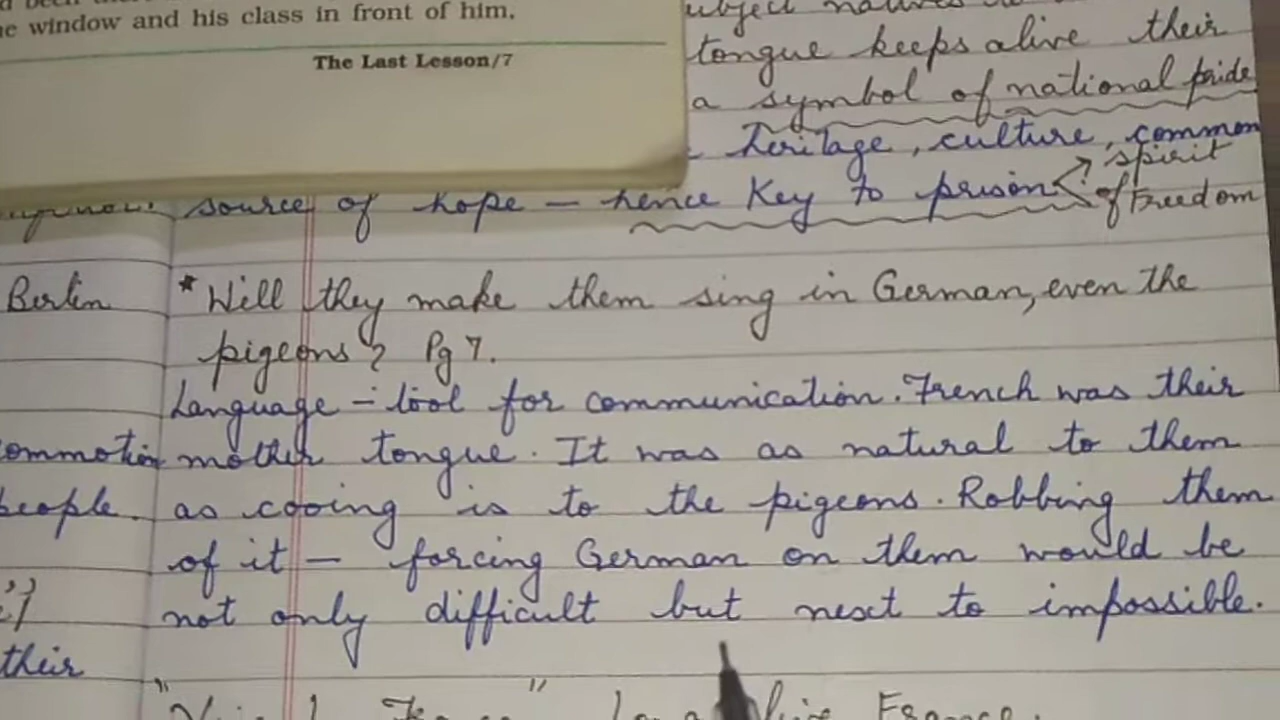 e window and his class in front of him.
The Last Lesson/7
tongue keeps alive their
a symbol of national pride
heritage, culture, common
source of hope – hence Key to prison spirit of Freedom
Berlin
*Will they make them sing in German, even the
pigeons? Pg 7.
Language – tool for communication. French was their
ommotion mother tongue. It was as natural to them
people. as cooing is to the pigeons. Robbing them
of it – forcing German on them would be
not only difficult but next to impossible.
their